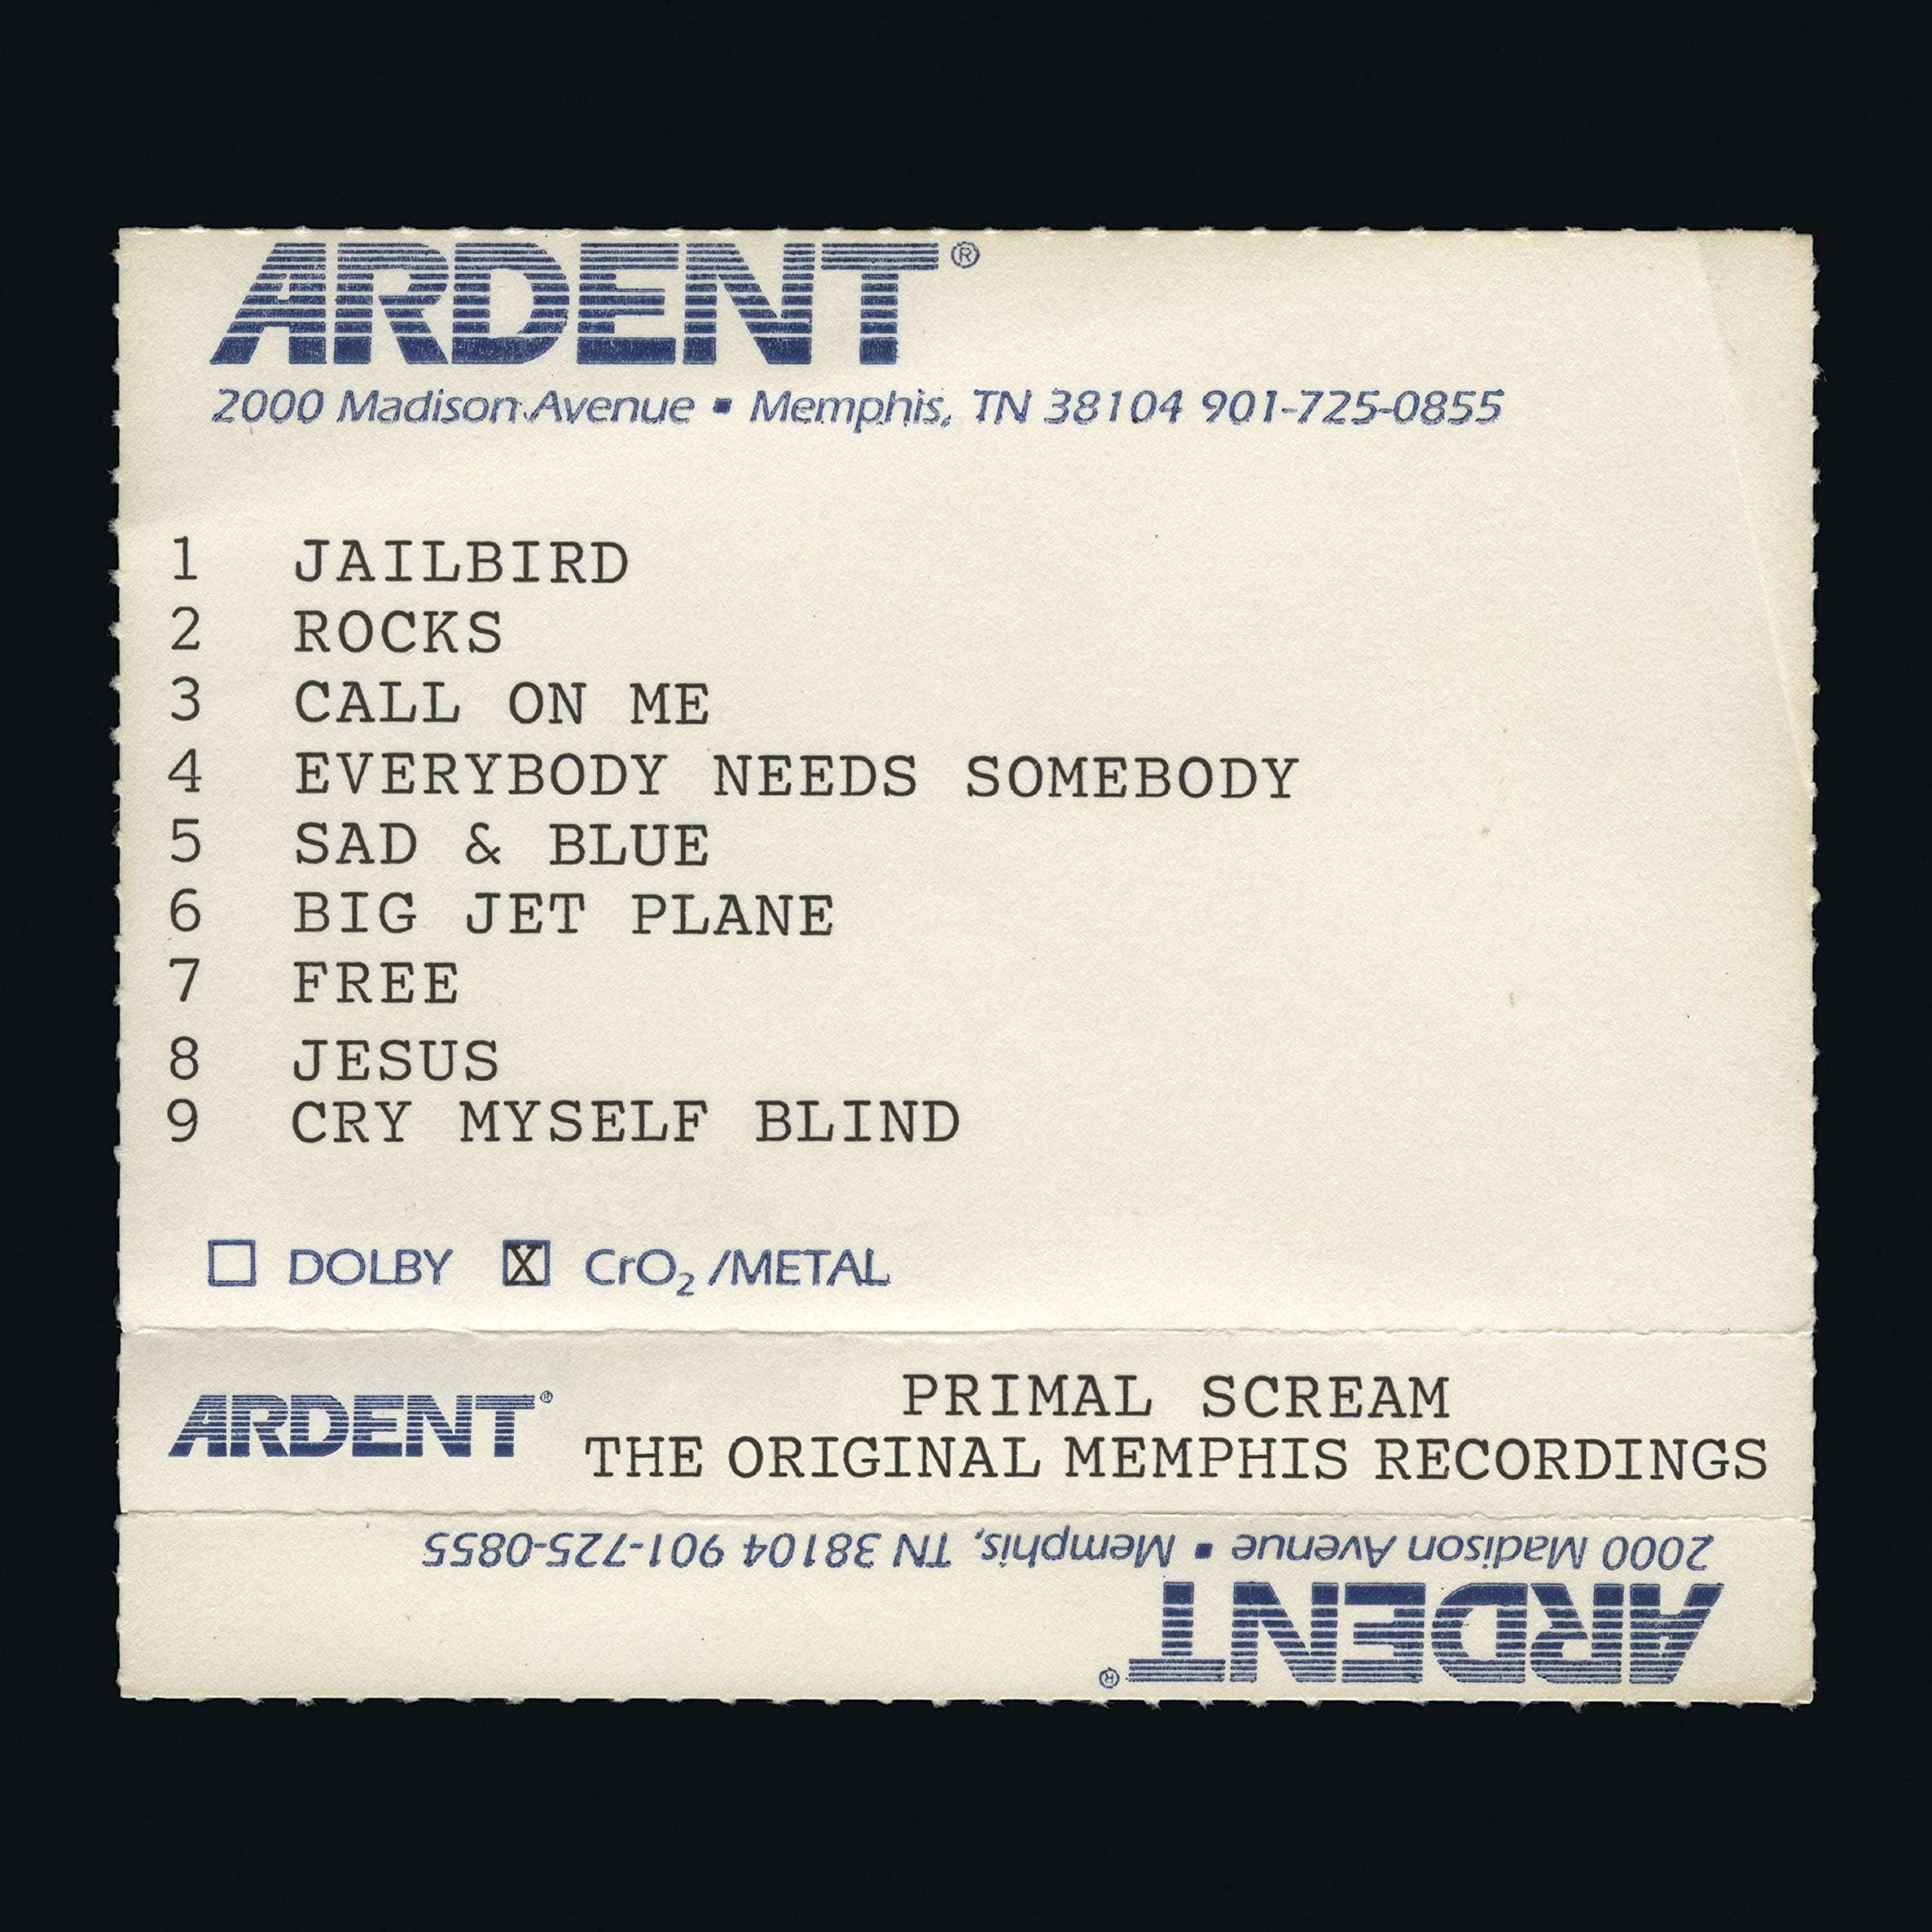 ARDENT®
2000 Madison Avenue ▪ Memphis, TN 38104 901-725-0855
1 JAILBIRD
2 ROCKS
3 CALL ON ME
4 EVERYBODY NEEDS SOMEBODY
5 SAD & BLUE
6 BIG JET PLANE
7 FREE
8 JESUS
9 CRY MYSELF BLIND
☐ DOLBY ☒ CrO₂ /METAL
ARDENT®
PRIMAL SCREAM
THE ORIGINAL MEMPHIS RECORDINGS
ARDENT®
2000 Madison Avenue ▪ Memphis, TN 38104 901-725-0855